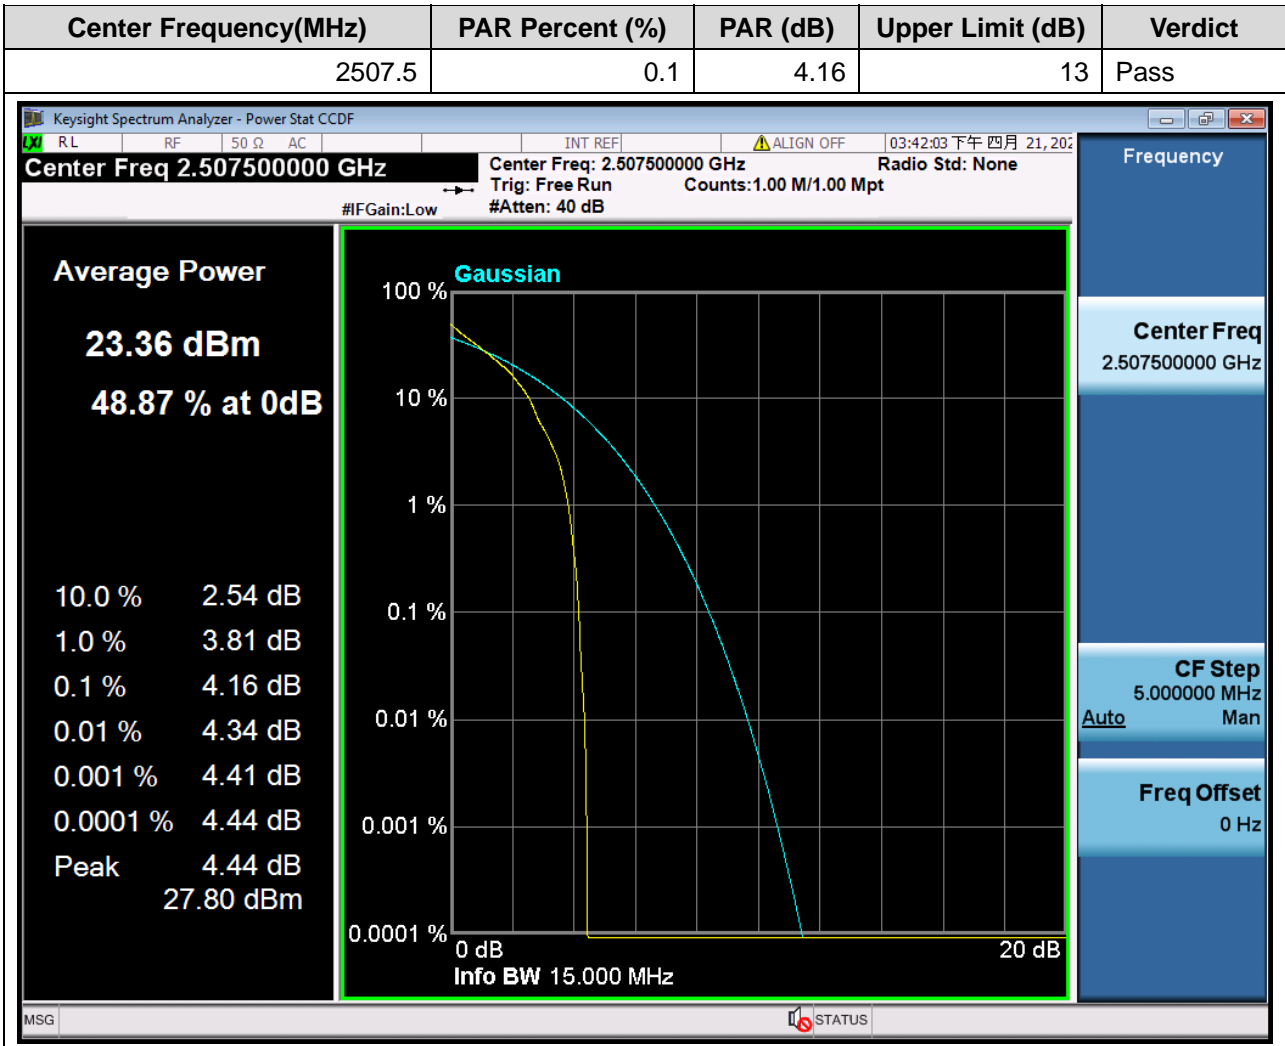 Center Frequency(MHz) PAR Percent (%) PAR (dB) Upper Limit (dB) Verdict
2507.5 0.1 4.16 13 Pass
Keysight Spectrum Analyzer - Power Stat CCDF
LXI RL RF 50 Ω AC INT REF ALIGN OFF 03:42:03 下午 四月 21, 202
Center Freq 2.507500000 GHz
Center Freq: 2.507500000 GHz Radio Std: None
Trig: Free Run Counts:1.00 M/1.00 Mpt
#IFGain:Low #Atten: 40 dB
Average Power
23.36 dBm
48.87 % at 0dB
10.0 % 2.54 dB
1.0 % 3.81 dB
0.1 % 4.16 dB
0.01 % 4.34 dB
0.001 % 4.41 dB
0.0001 % 4.44 dB
Peak 4.44 dB
27.80 dBm
Gaussian
100 %
10 %
1 %
0.1 %
0.01 %
0.001 %
0.0001 %
0 dB 20 dB
Info BW 15.000 MHz
Frequency
Center Freq
2.507500000 GHz
CF Step
5.000000 MHz
Auto Man
Freq Offset
0 Hz
MSG STATUS